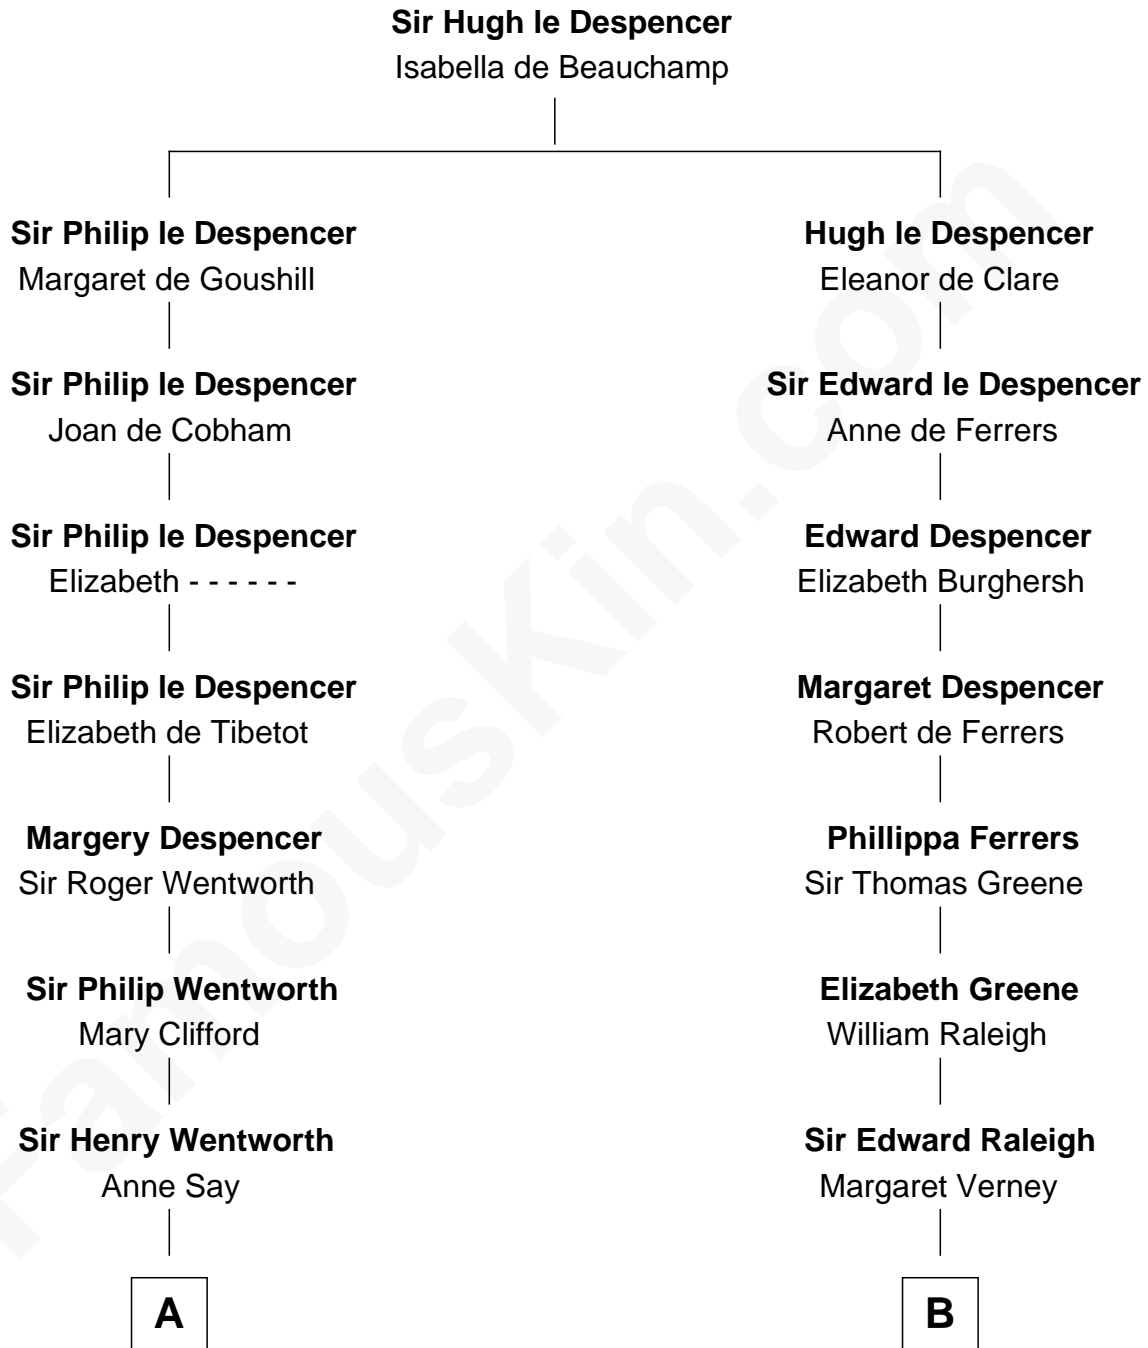 Sir Hugh le Despencer
Isabella de Beauchamp
Sir Philip le Despencer
Margaret de Goushill
Sir Philip le Despencer
Joan de Cobham
Sir Philip le Despencer
Elizabeth - - - - - -
Sir Philip le Despencer
Elizabeth de Tibetot
Margery Despencer
Sir Roger Wentworth
Sir Philip Wentworth
Mary Clifford
Sir Henry Wentworth
Anne Say
A
Hugh le Despencer
Eleanor de Clare
Sir Edward le Despencer
Anne de Ferrers
Edward Despencer
Elizabeth Burghersh
Margaret Despencer
Robert de Ferrers
Phillippa Ferrers
Sir Thomas Greene
Elizabeth Greene
William Raleigh
Sir Edward Raleigh
Margaret Verney
B
FamousKin.com